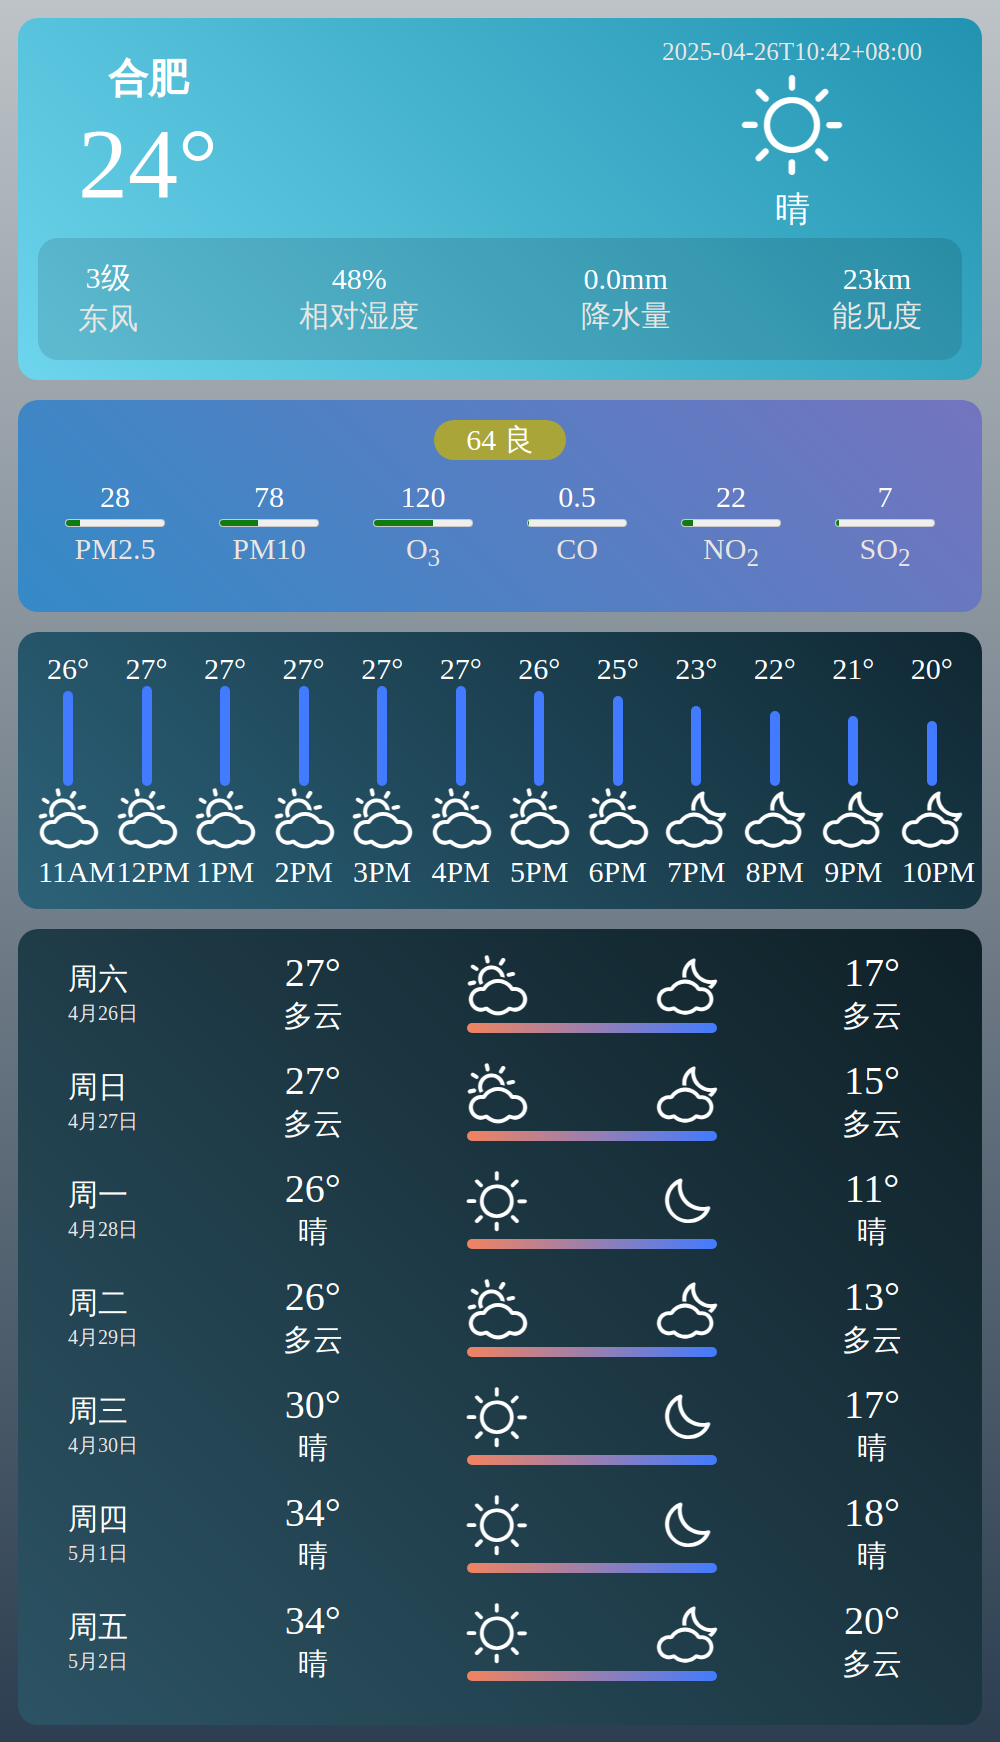 合肥
24°
2025-04-26T10:42+08:00
晴
3级 48% 0.0mm 23km
东风 相对湿度 降水量 能见度
64 良
28 78 120 0.5 22 7
PM2.5 PM10 O3 CO NO2 SO2
26° 27° 27° 27° 27° 27° 26° 25° 23° 22° 21° 20°
11AM 12PM 1PM 2PM 3PM 4PM 5PM 6PM 7PM 8PM 9PM 10PM
周六 27° 17°
4月26日 多云 多云
周日 27° 15°
4月27日 多云 多云
周一 26° 11°
4月28日 晴 晴
周二 26° 13°
4月29日 多云 多云
周三 30° 17°
4月30日 晴 晴
周四 34° 18°
5月1日 晴 晴
周五 34° 20°
5月2日 晴 多云